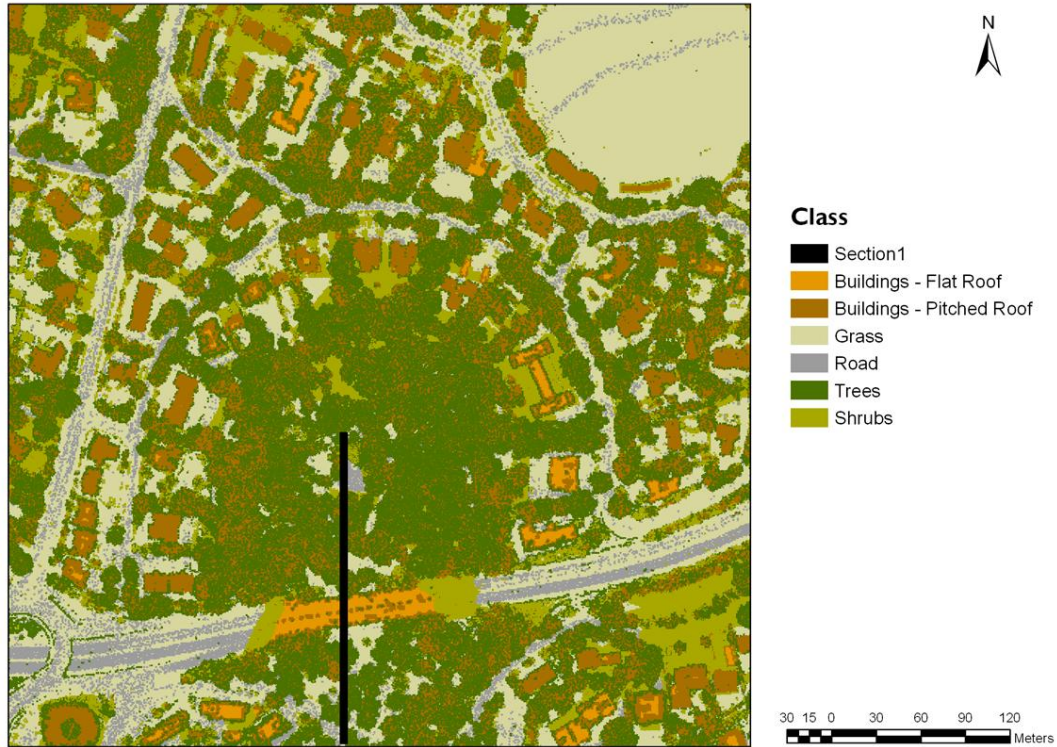 N
Class
Section1
Buildings - Flat Roof
Buildings - Pitched Roof
Grass
Road
Trees
Shrubs
30 15 0 30 60 90 120
Meters